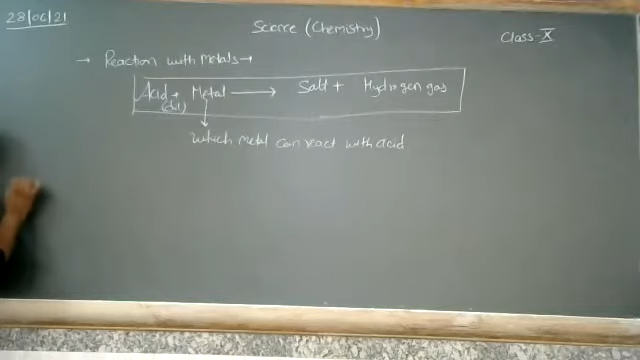 28/06/21
Science (Chemistry)
Class-X
→ Reaction with Metals →
Acid + Metal → Salt + Hydrogen gas
(dil)
which metal can react with acid